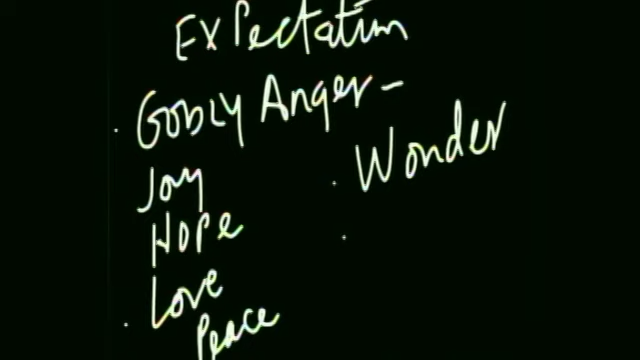 Expectation
GODLY Anger -
Joy
Hope
Love
Peace
Wonder